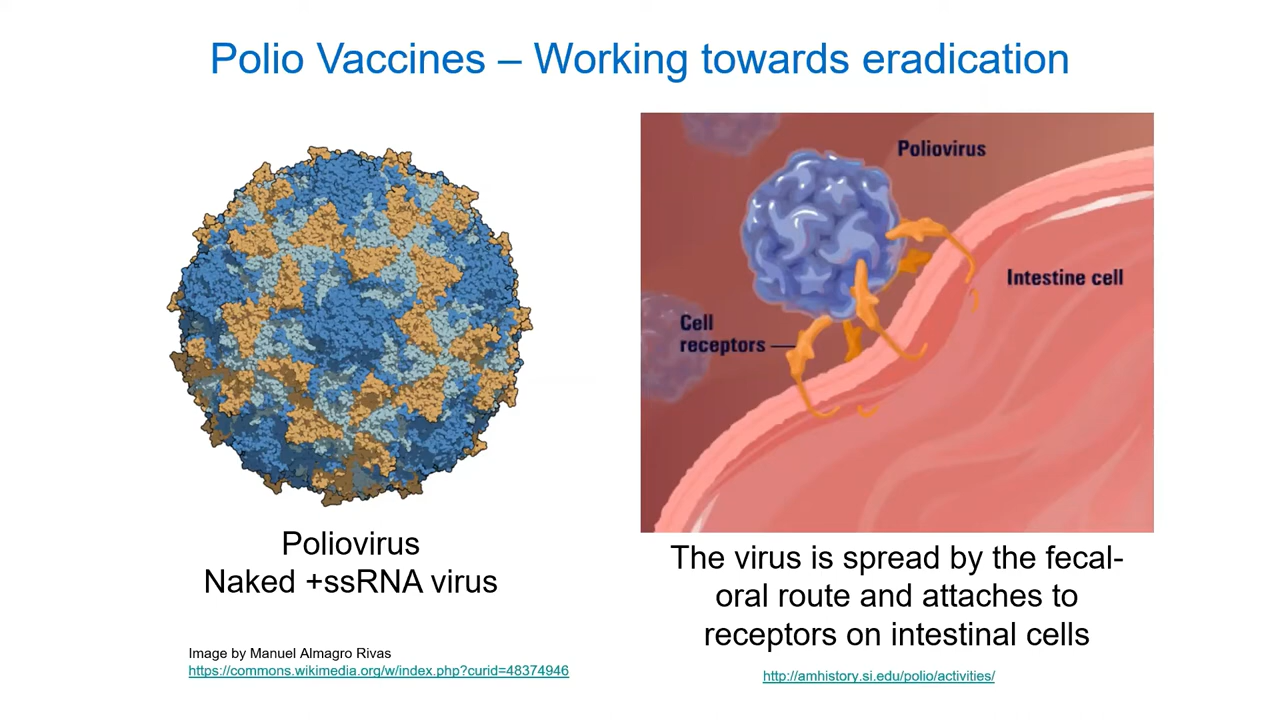 Polio Vaccines – Working towards eradication
Poliovirus
Intestine cell
Cell
receptors
Poliovirus
Naked +ssRNA virus
The virus is spread by the fecal-
oral route and attaches to
receptors on intestinal cells
Image by Manuel Almagro Rivas
https://commons.wikimedia.org/w/index.php?curid=48374946
http://amhistory.si.edu/polio/activities/